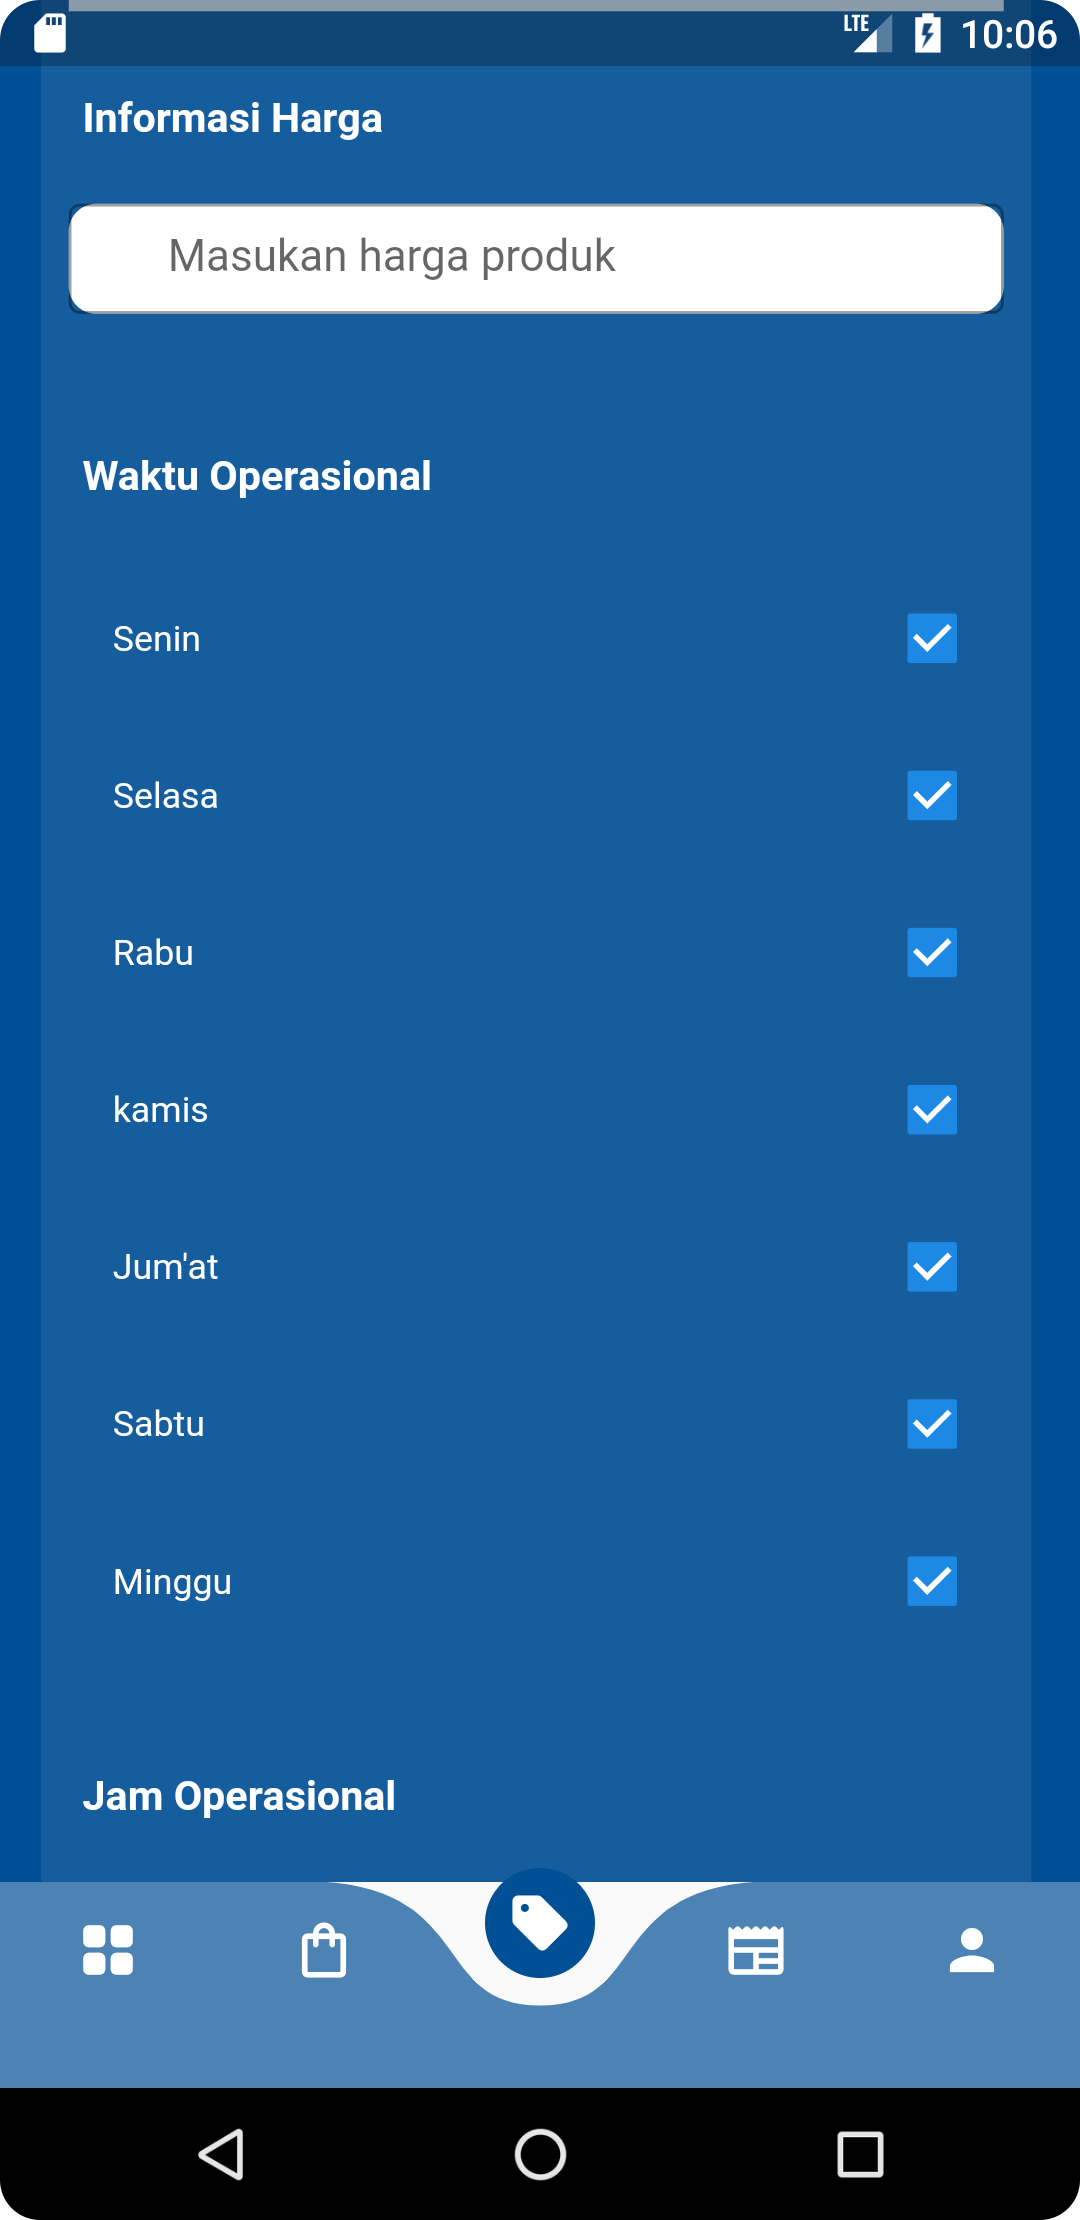 LTE 10:06
Informasi Harga
Masukan harga produk
Waktu Operasional
Senin
Selasa
Rabu
kamis
Jum'at
Sabtu
Minggu
Jam Operasional